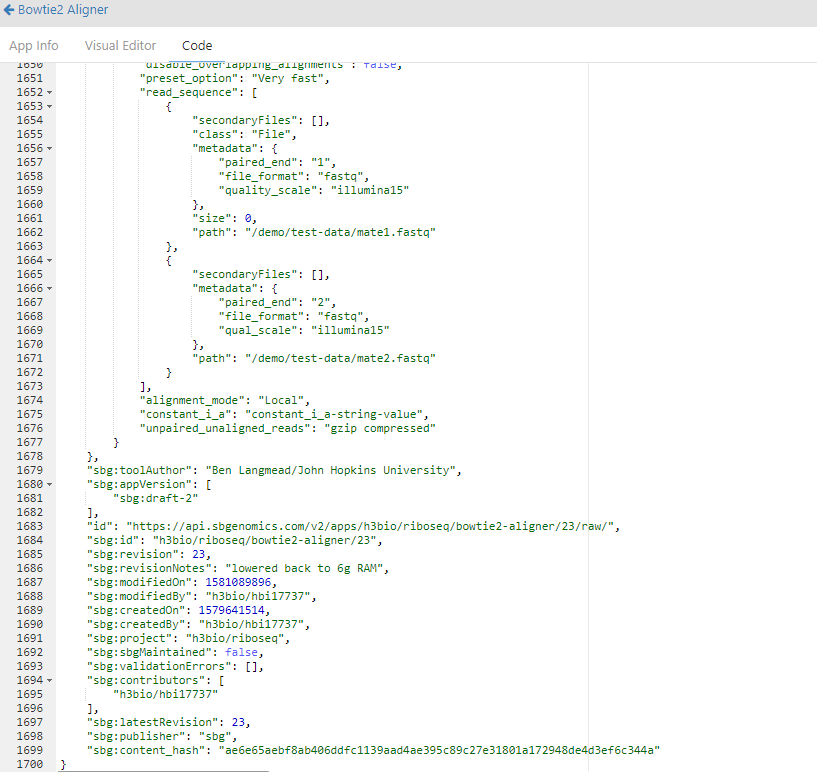 Bowtie2 Aligner
App Info Visual Editor Code
1650 "disable_overlapping_alignments": false,
1651 "preset_option": "Very fast",
1652 "read_sequence": [
1653 {
1654 "secondaryFiles": [],
1655 "class": "File",
1656 "metadata": {
1657 "paired_end": "1",
1658 "file_format": "fastq",
1659 "quality_scale": "illumina15"
1660 },
1661 "size": 0,
1662 "path": "/demo/test-data/mate1.fastq"
1663 },
1664 {
1665 "secondaryFiles": [],
1666 "metadata": {
1667 "paired_end": "2",
1668 "file_format": "fastq",
1669 "qual_scale": "illumina15"
1670 },
1671 "path": "/demo/test-data/mate2.fastq"
1672 }
1673 ],
1674 "alignment_mode": "Local",
1675 "constant_i_a": "constant_i_a-string-value",
1676 "unpaired_unaligned_reads": "gzip compressed"
1677 }
1678 },
1679 "sbg:toolAuthor": "Ben Langmead/John Hopkins University",
1680 "sbg:appVersion": [
1681 "sbg:draft-2"
1682 ],
1683 "id": "https://api.sbgenomics.com/v2/apps/h3bio/riboseq/bowtie2-aligner/23/raw/",
1684 "sbg:id": "h3bio/riboseq/bowtie2-aligner/23",
1685 "sbg:revision": 23,
1686 "sbg:revisionNotes": "lowered back to 6g RAM",
1687 "sbg:modifiedOn": 1581089896,
1688 "sbg:modifiedBy": "h3bio/hbi17737",
1689 "sbg:createdOn": 1579641514,
1690 "sbg:createdBy": "h3bio/hbi17737",
1691 "sbg:project": "h3bio/riboseq",
1692 "sbg:sbgMaintained": false,
1693 "sbg:validationErrors": [],
1694 "sbg:contributors": [
1695 "h3bio/hbi17737"
1696 ],
1697 "sbg:latestRevision": 23,
1698 "sbg:publisher": "sbg",
1699 "sbg:content_hash": "ae6e65aebf8ab406ddfc1139aad4ae395c89c27e31801a172948de4d3ef6c344a"
1700 }